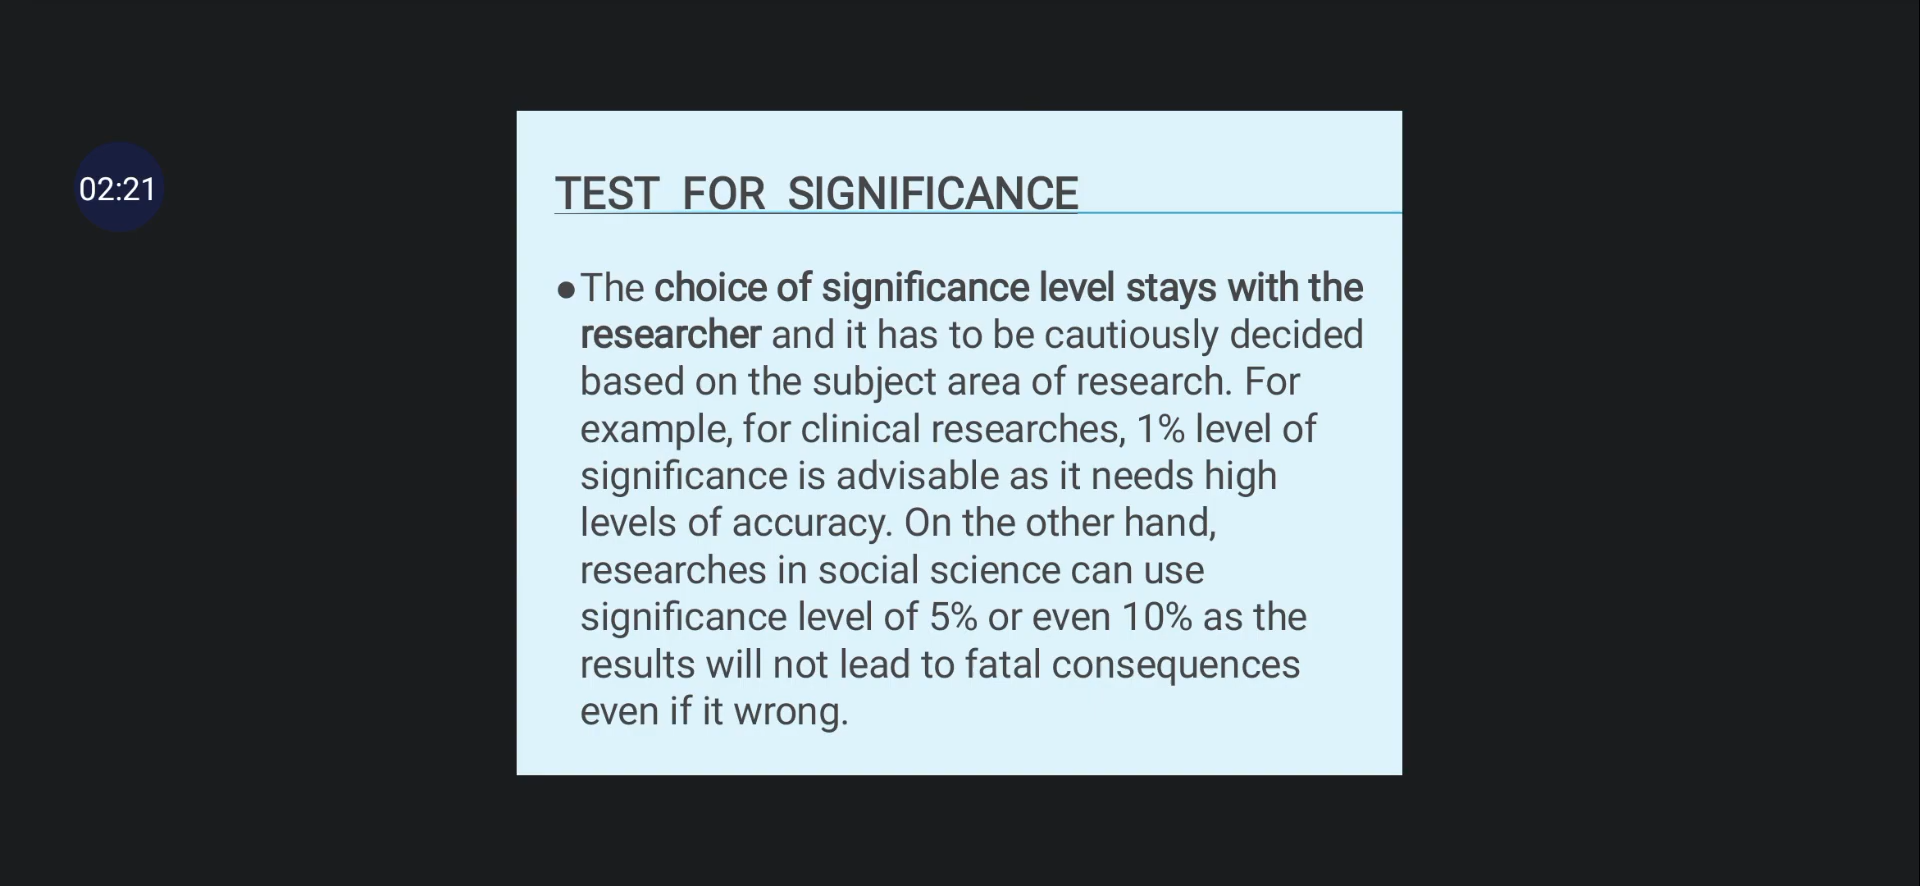 02:21
TEST FOR SIGNIFICANCE
●The choice of significance level stays with the
researcher and it has to be cautiously decided
based on the subject area of research. For
example, for clinical researches, 1% level of
significance is advisable as it needs high
levels of accuracy. On the other hand,
researches in social science can use
significance level of 5% or even 10% as the
results will not lead to fatal consequences
even if it wrong.